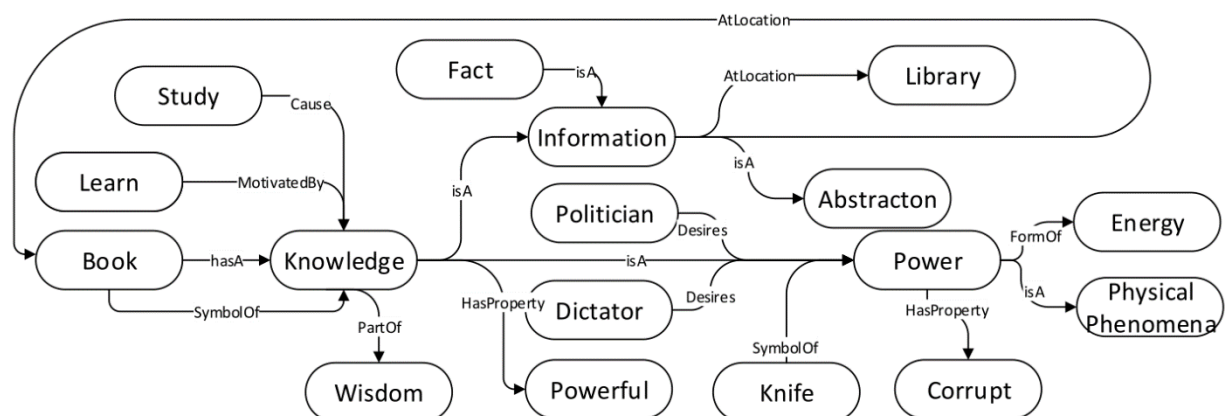 AtLocation
Fact
isA
AtLocation
Library
Study
Cause
Information
Learn
MotivatedBy
isA
isA
Abstracton
Politician
Desires
Energy
FormOf
Book
hasA
Knowledge
isA
Power
isA
SymbolOf
HasProperty
Dictator
Desires
HasProperty
Physical
Phenomena
PartOf
SymbolOf
Wisdom
Powerful
Knife
Corrupt